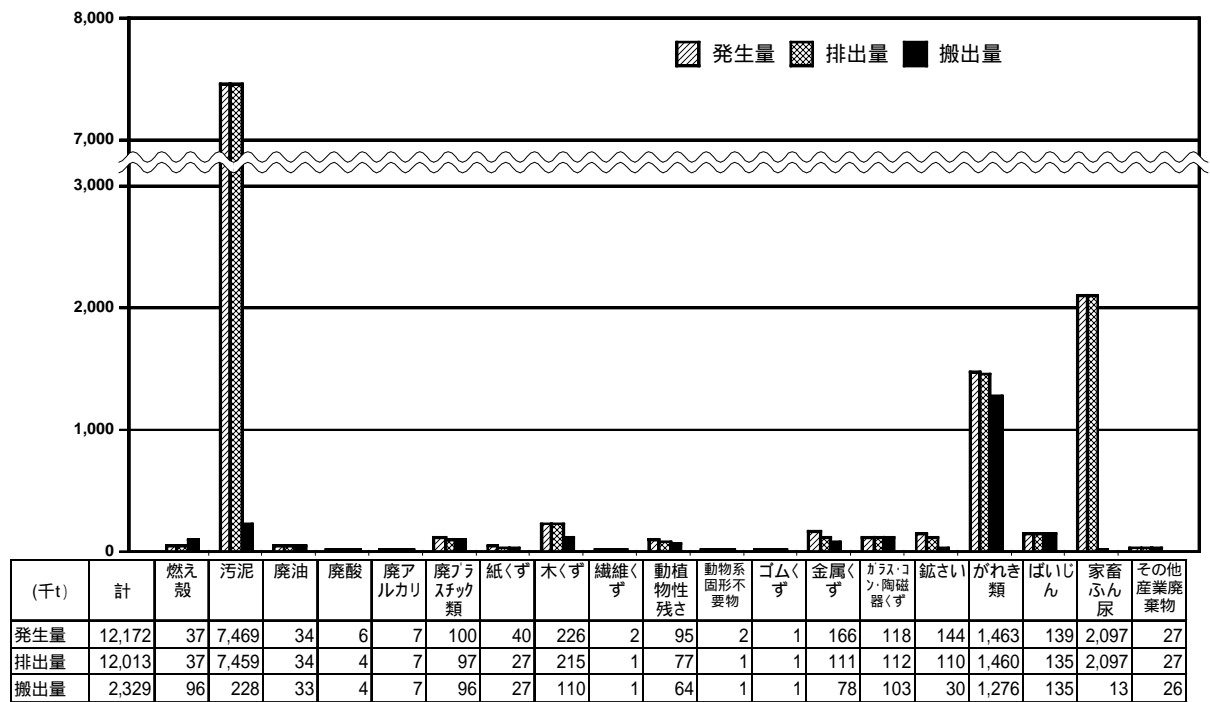 8,000
発生量 排出量 搬出量
7,000
3,000
2,000
1,000
0
(千t) 計 燃え殻 汚泥 廃油 廃酸 廃アルカリ 廃プラスチック類 紙くず 木くず 繊維くず 動植物性残さ 動物系固形不要物 ゴムくず 金属くず ガラス・コン・陶磁器くず 鉱さい がれき類 ばいじん 家畜ふん尿 その他産業廃棄物
発生量 12,172 37 7,469 34 6 7 100 40 226 2 95 2 1 166 118 144 1,463 139 2,097 27
排出量 12,013 37 7,459 34 4 7 97 27 215 1 77 1 1 111 112 110 1,460 135 2,097 27
搬出量 2,329 96 228 33 4 7 96 27 110 1 64 1 1 78 103 30 1,276 135 13 26